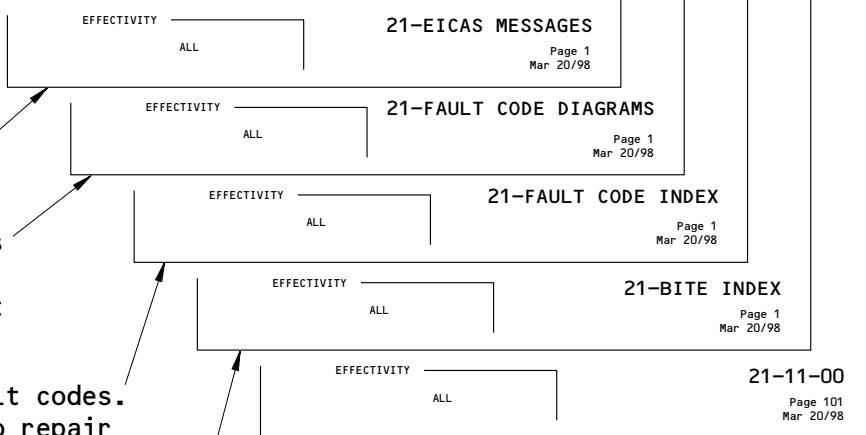 EFFECTIVITY
ALL
21-EICAS MESSAGES
Page 1
Mar 20/98
EFFECTIVITY
ALL
21-FAULT CODE DIAGRAMS
Page 1
Mar 20/98
EFFECTIVITY
ALL
21-FAULT CODE INDEX
Page 1
Mar 20/98
EFFECTIVITY
ALL
21-BITE INDEX
Page 1
Mar 20/98
EFFECTIVITY
ALL
21-11-00
Page 101
Mar 20/98
codes.
repair